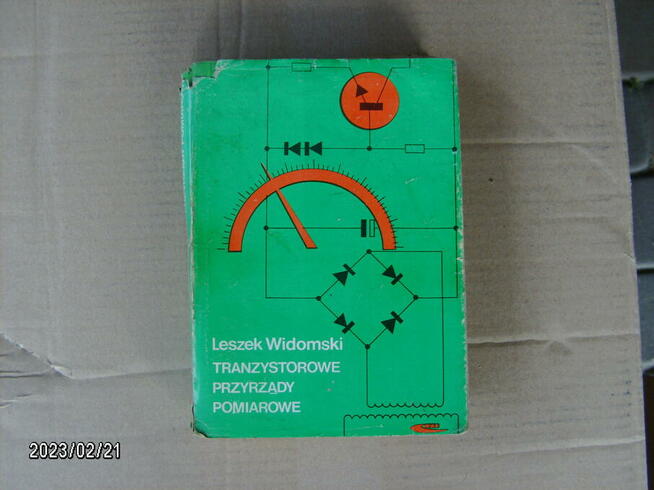 Leszek Widomski
TRANZYSTOROWE
PRZYRZĄDY
POMIAROWE
2023/02/21